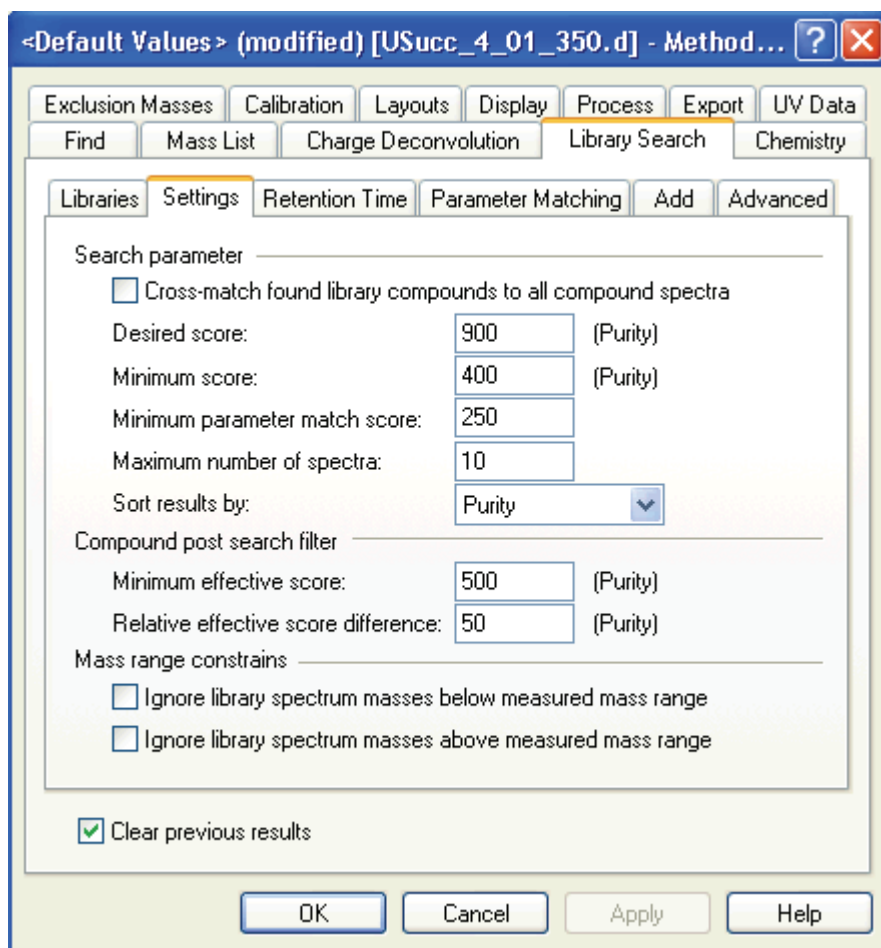 <Default Values> (modified) [USucc_4_01_350.d] - Method...
Exclusion Masses Calibration Layouts Display Process Export UV Data
Find Mass List Charge Deconvolution Library Search Chemistry
Libraries Settings Retention Time Parameter Matching Add Advanced
Search parameter
Cross-match found library compounds to all compound spectra
Desired score: 900 (Purity)
Minimum score: 400 (Purity)
Minimum parameter match score: 250
Maximum number of spectra: 10
Sort results by: Purity
Compound post search filter
Minimum effective score: 500 (Purity)
Relative effective score difference: 50 (Purity)
Mass range constrains
Ignore library spectrum masses below measured mass range
Ignore library spectrum masses above measured mass range
Clear previous results
OK Cancel Apply Help